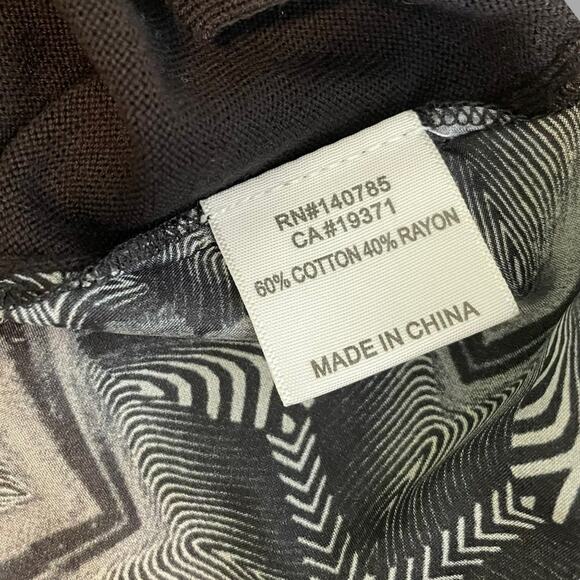 RN#140785
CA#19371
60% COTTON 40% RAYON
MADE IN CHINA